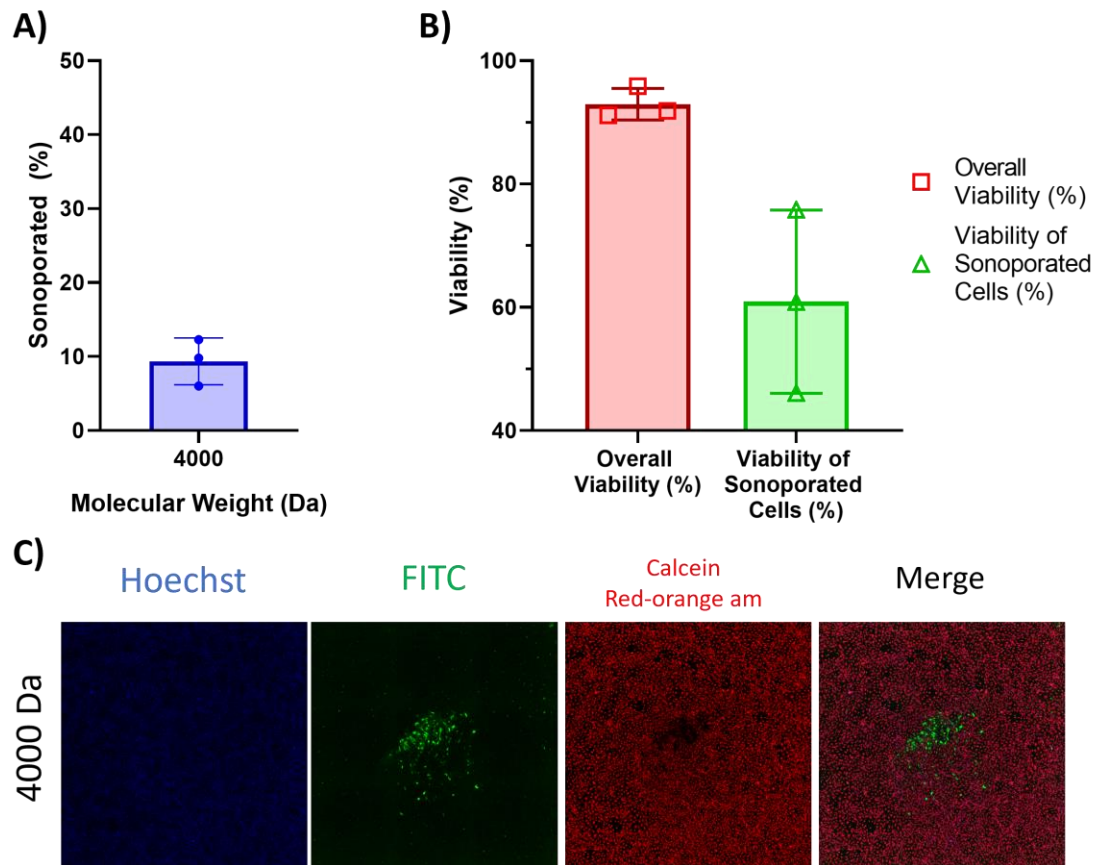 A)
Sonoporated (%)
50
40
30
20
10
0
4000
Molecular Weight (Da)
B)
Viability (%)
100
80
60
40
Overall
Viability (%)
Viability of
Sonoporated
Cells (%)
Overall
Viability (%)
Viability of
Sonoporated
Cells (%)
C)
Hoechst
FITC
Calcein
Red-orange am
Merge
4000 Da